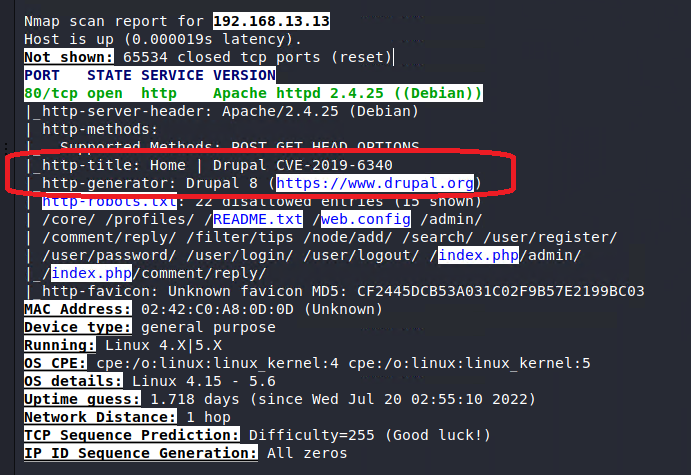 Nmap scan report for 192.168.13.13
Host is up (0.000019s latency).
Not shown: 65534 closed tcp ports (reset)
PORT   STATE SERVICE VERSION
80/tcp open  http    Apache httpd 2.4.25 ((Debian))
|_http-server-header: Apache/2.4.25 (Debian)
| http-methods:
|_  Supported Methods: POST GET HEAD OPTIONS
|_http-title: Home | Drupal CVE-2019-6340
|_http-generator: Drupal 8 (https://www.drupal.org)
| http-robots.txt: 22 disallowed entries (15 shown)
| /core/ /profiles/ /README.txt /web.config /admin/
| /comment/reply/ /filter/tips /node/add/ /search/ /user/register/
| /user/password/ /user/login/ /user/logout/ /index.php/admin/
|_/index.php/comment/reply/
|_http-favicon: Unknown favicon MD5: CF2445DCB53A031C02F9B57E2199BC03
MAC Address: 02:42:C0:A8:0D:0D (Unknown)
Device type: general purpose
Running: Linux 4.X|5.X
OS CPE: cpe:/o:linux:linux_kernel:4 cpe:/o:linux:linux_kernel:5
OS details: Linux 4.15 - 5.6
Uptime guess: 1.718 days (since Wed Jul 20 02:55:10 2022)
Network Distance: 1 hop
TCP Sequence Prediction: Difficulty=255 (Good luck!)
IP ID Sequence Generation: All zeros